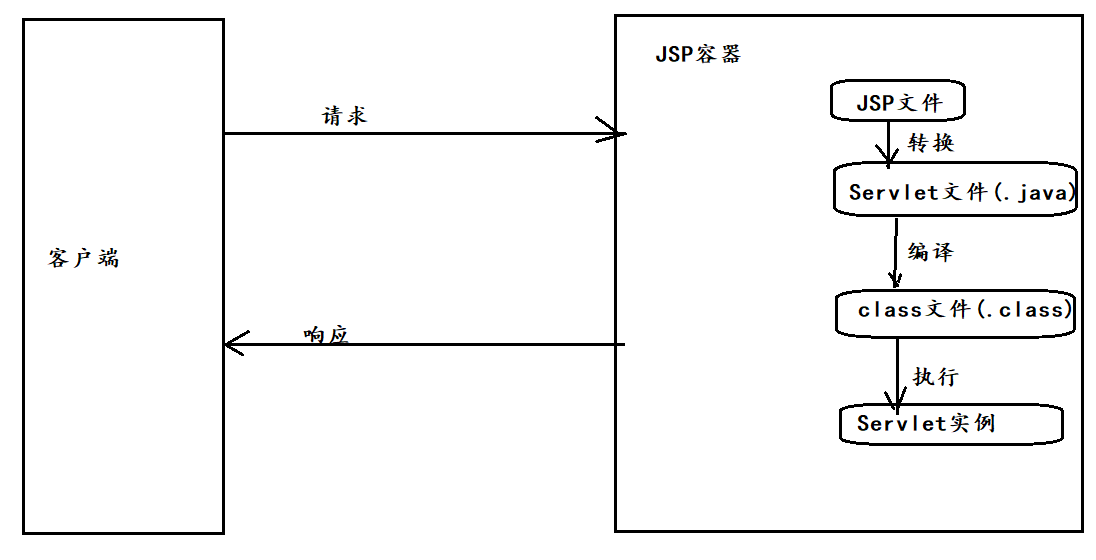 JSP容器
JSP文件
请求
转换
Servlet文件(.java)
客户端
编译
class文件(.class)
响应
执行
Servlet实例